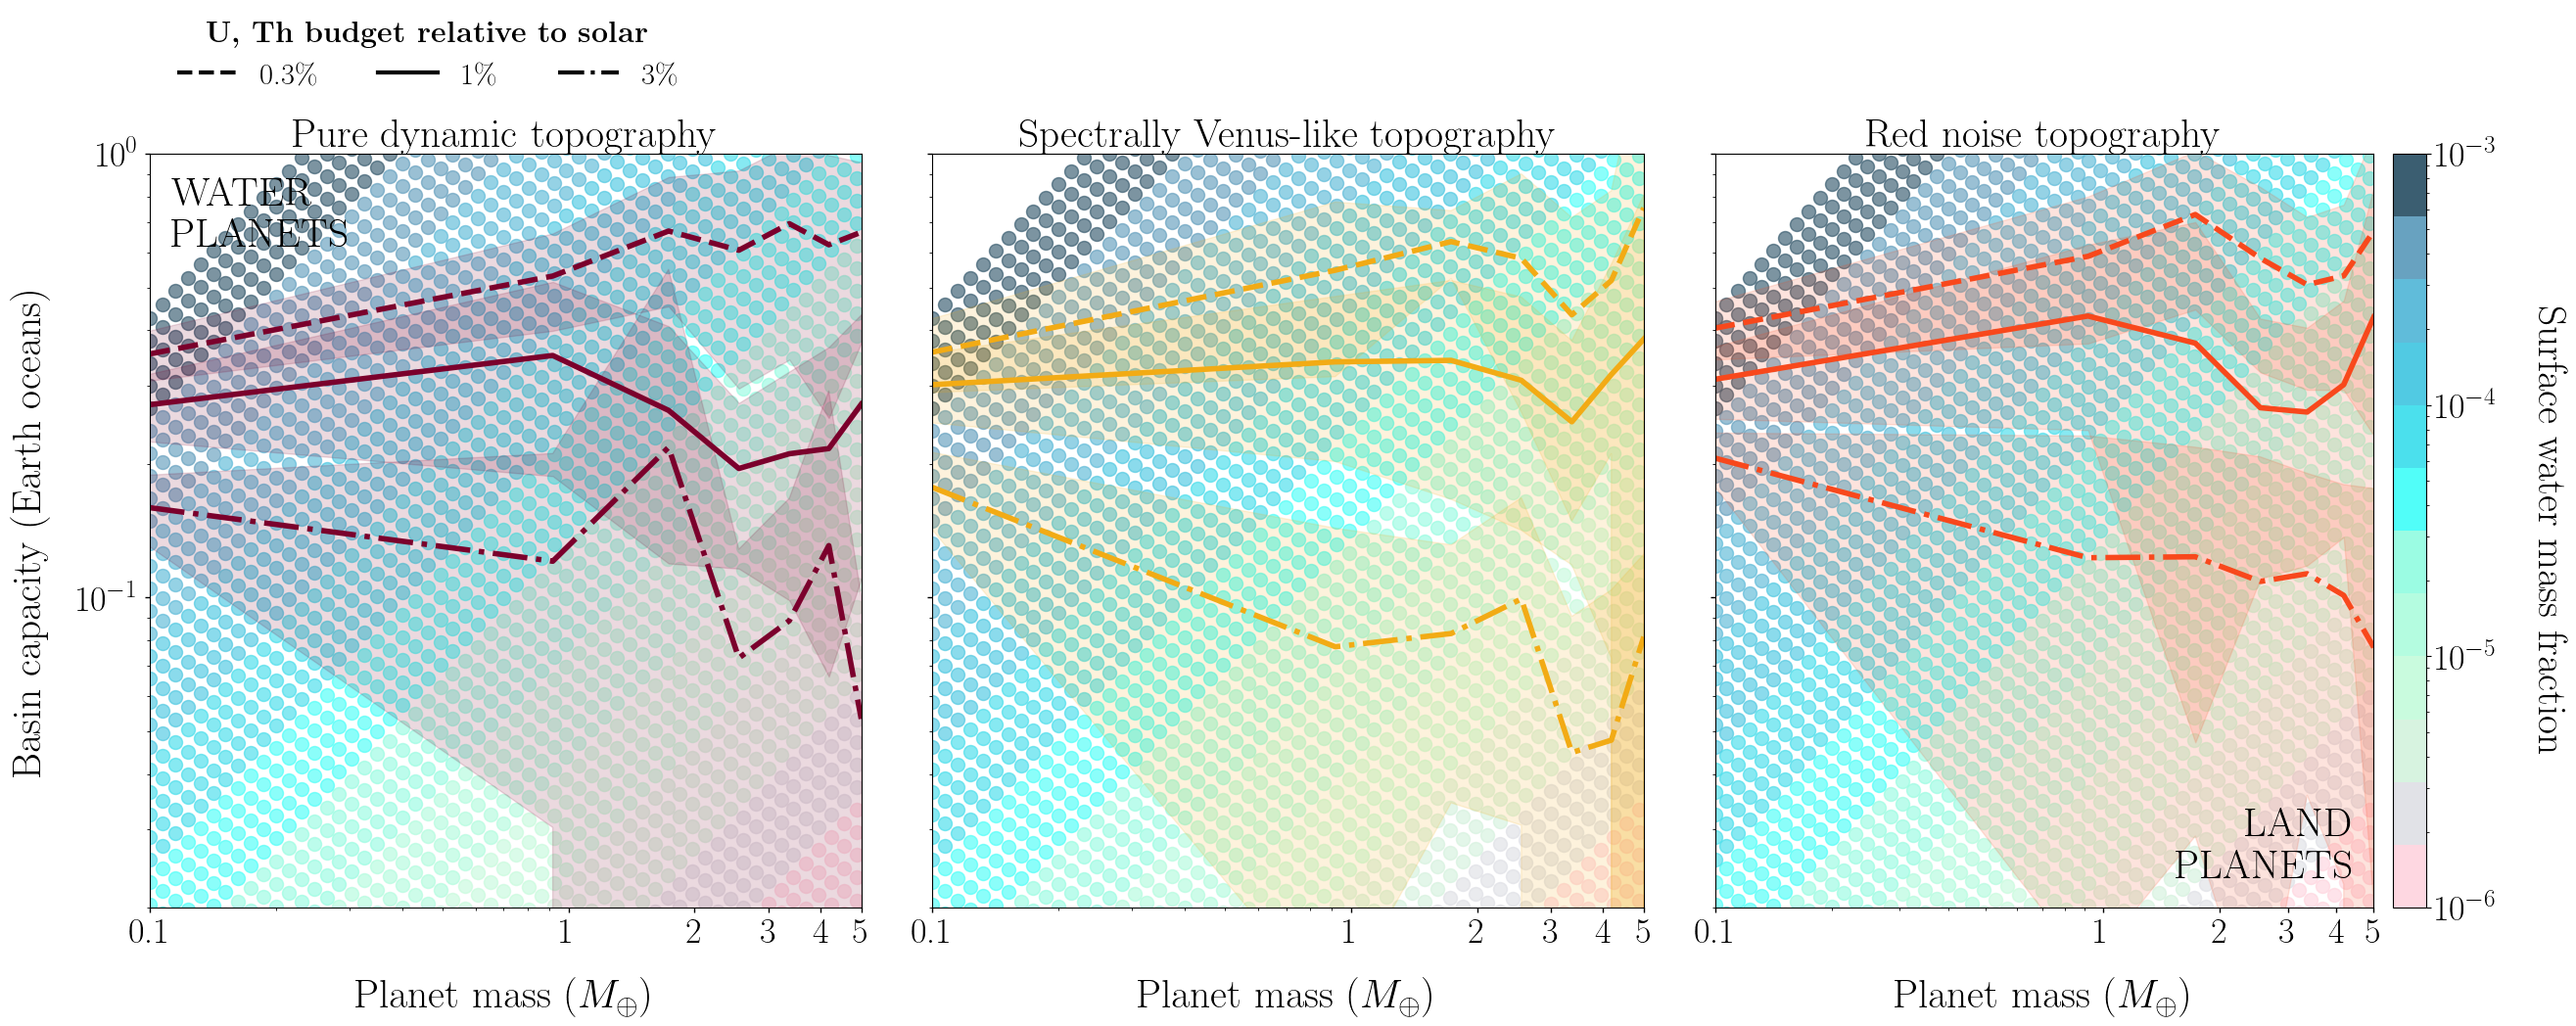 U, Th budget relative to solar
0.3% 1% 3%
Pure dynamic topography
Spectrally Venus-like topography
Red noise topography
WATER
PLANETS
LAND
PLANETS
Basin capacity (Earth oceans)
10⁰
10⁻¹
0.1 1 2 3 4 5
Planet mass (M⊕)
0.1 1 2 3 4 5
Planet mass (M⊕)
0.1 1 2 3 4 5
Planet mass (M⊕)
10⁻³
10⁻⁴
10⁻⁵
10⁻⁶
Surface water mass fraction